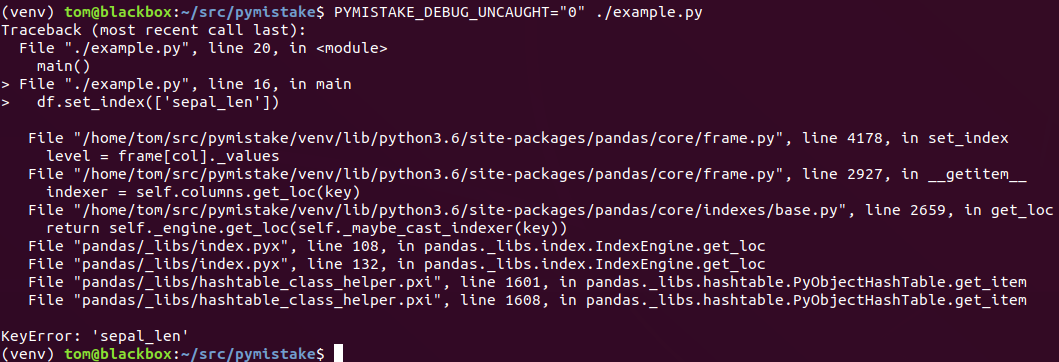 (venv) tom@blackbox:~/src/pymistake$ PYMISTAKE_DEBUG_UNCAUGHT="0" ./example.py
Traceback (most recent call last):
  File "./example.py", line 20, in <module>
    main()
> File "./example.py", line 16, in main
>   df.set_index(['sepal_len'])

   File "/home/tom/src/pymistake/venv/lib/python3.6/site-packages/pandas/core/frame.py", line 4178, in set_index
     level = frame[col]._values
   File "/home/tom/src/pymistake/venv/lib/python3.6/site-packages/pandas/core/frame.py", line 2927, in __getitem__
     indexer = self.columns.get_loc(key)
   File "/home/tom/src/pymistake/venv/lib/python3.6/site-packages/pandas/core/indexes/base.py", line 2659, in get_loc
     return self._engine.get_loc(self._maybe_cast_indexer(key))
   File "pandas/_libs/index.pyx", line 108, in pandas._libs.index.IndexEngine.get_loc
   File "pandas/_libs/index.pyx", line 132, in pandas._libs.index.IndexEngine.get_loc
   File "pandas/_libs/hashtable_class_helper.pxi", line 1601, in pandas._libs.hashtable.PyObjectHashTable.get_item
   File "pandas/_libs/hashtable_class_helper.pxi", line 1608, in pandas._libs.hashtable.PyObjectHashTable.get_item

KeyError: 'sepal_len'
(venv) tom@blackbox:~/src/pymistake$